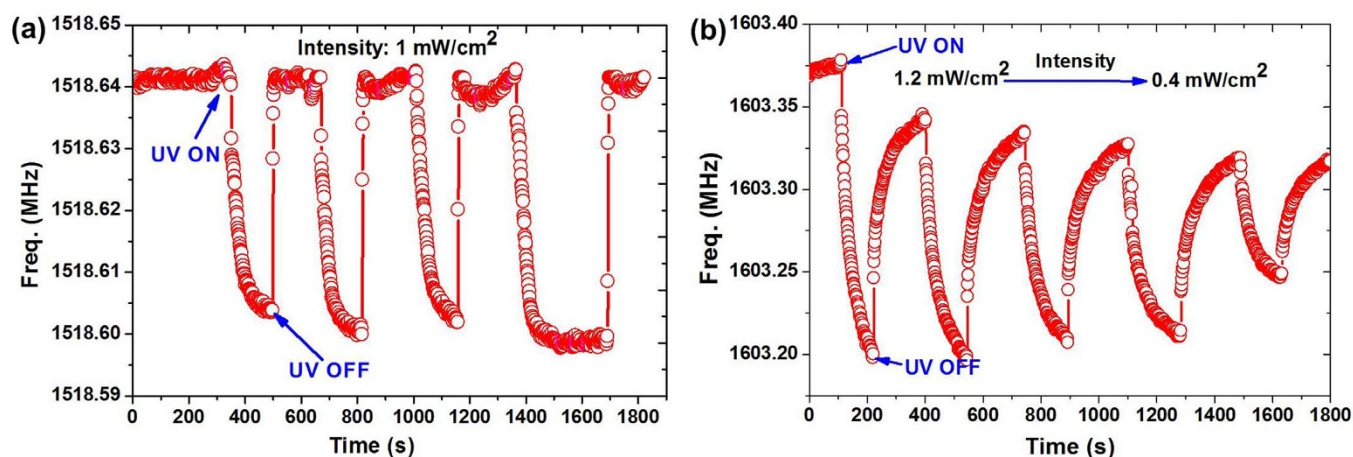 (a)
Intensity: 1 mW/cm²
UV ON
UV OFF
Freq. (MHz)
1518.65
1518.64
1518.63
1518.62
1518.61
1518.60
1518.59
0 200 400 600 800 1000 1200 1400 1600 1800
Time (s)
(b)
UV ON
Intensity
1.2 mW/cm² 0.4 mW/cm²
UV OFF
Freq. (MHz)
1603.40
1603.35
1603.30
1603.25
1603.20
0 200 400 600 800 1000 1200 1400 1600 1800
Time (s)